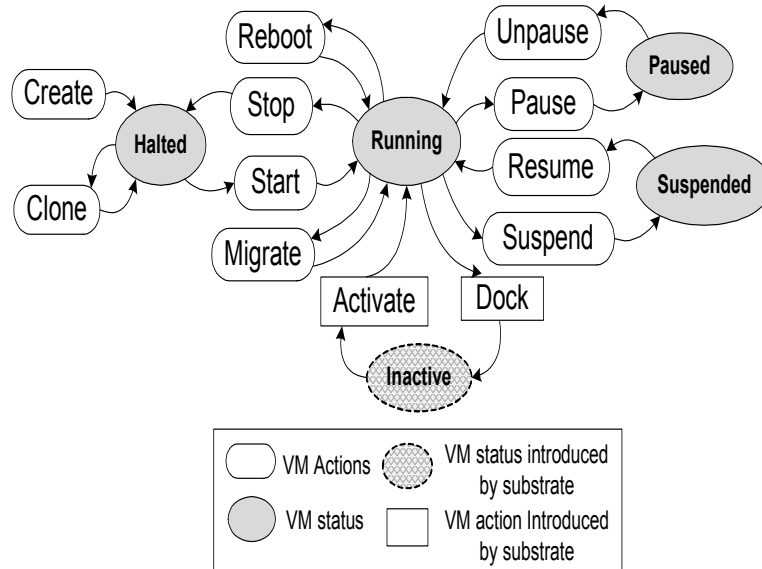 Reboot
Unpause
Paused
Create
Stop
Pause
Halted
Running
Resume
Start
Suspended
Clone
Suspend
Migrate
Activate
Dock
Inactive
VM Actions
VM status introduced
by substrate
VM status
VM action Introduced
by substrate